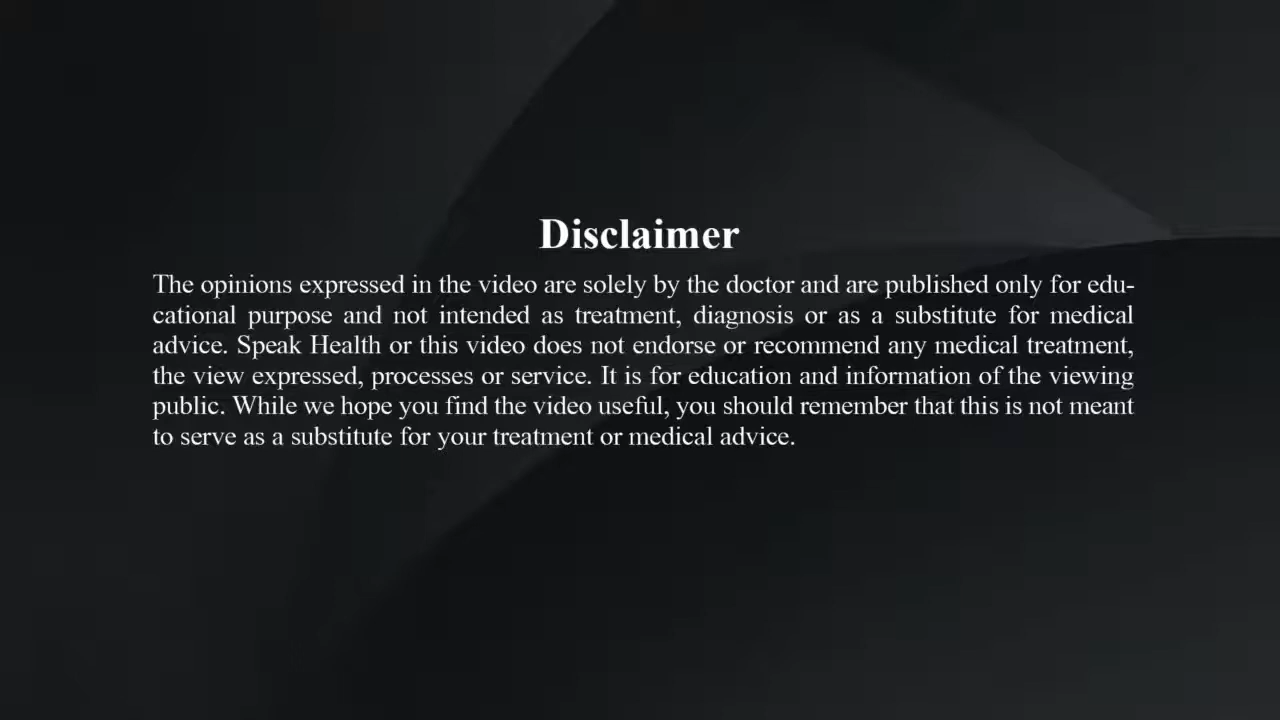 Disclaimer
The opinions expressed in the video are solely by the doctor and are published only for edu-
cational purpose and not intended as treatment, diagnosis or as a substitute for medical
advice. Speak Health or this video does not endorse or recommend any medical treatment,
the view expressed, processes or service. It is for education and information of the viewing
public. While we hope you find the video useful, you should remember that this is not meant
to serve as a substitute for your treatment or medical advice.